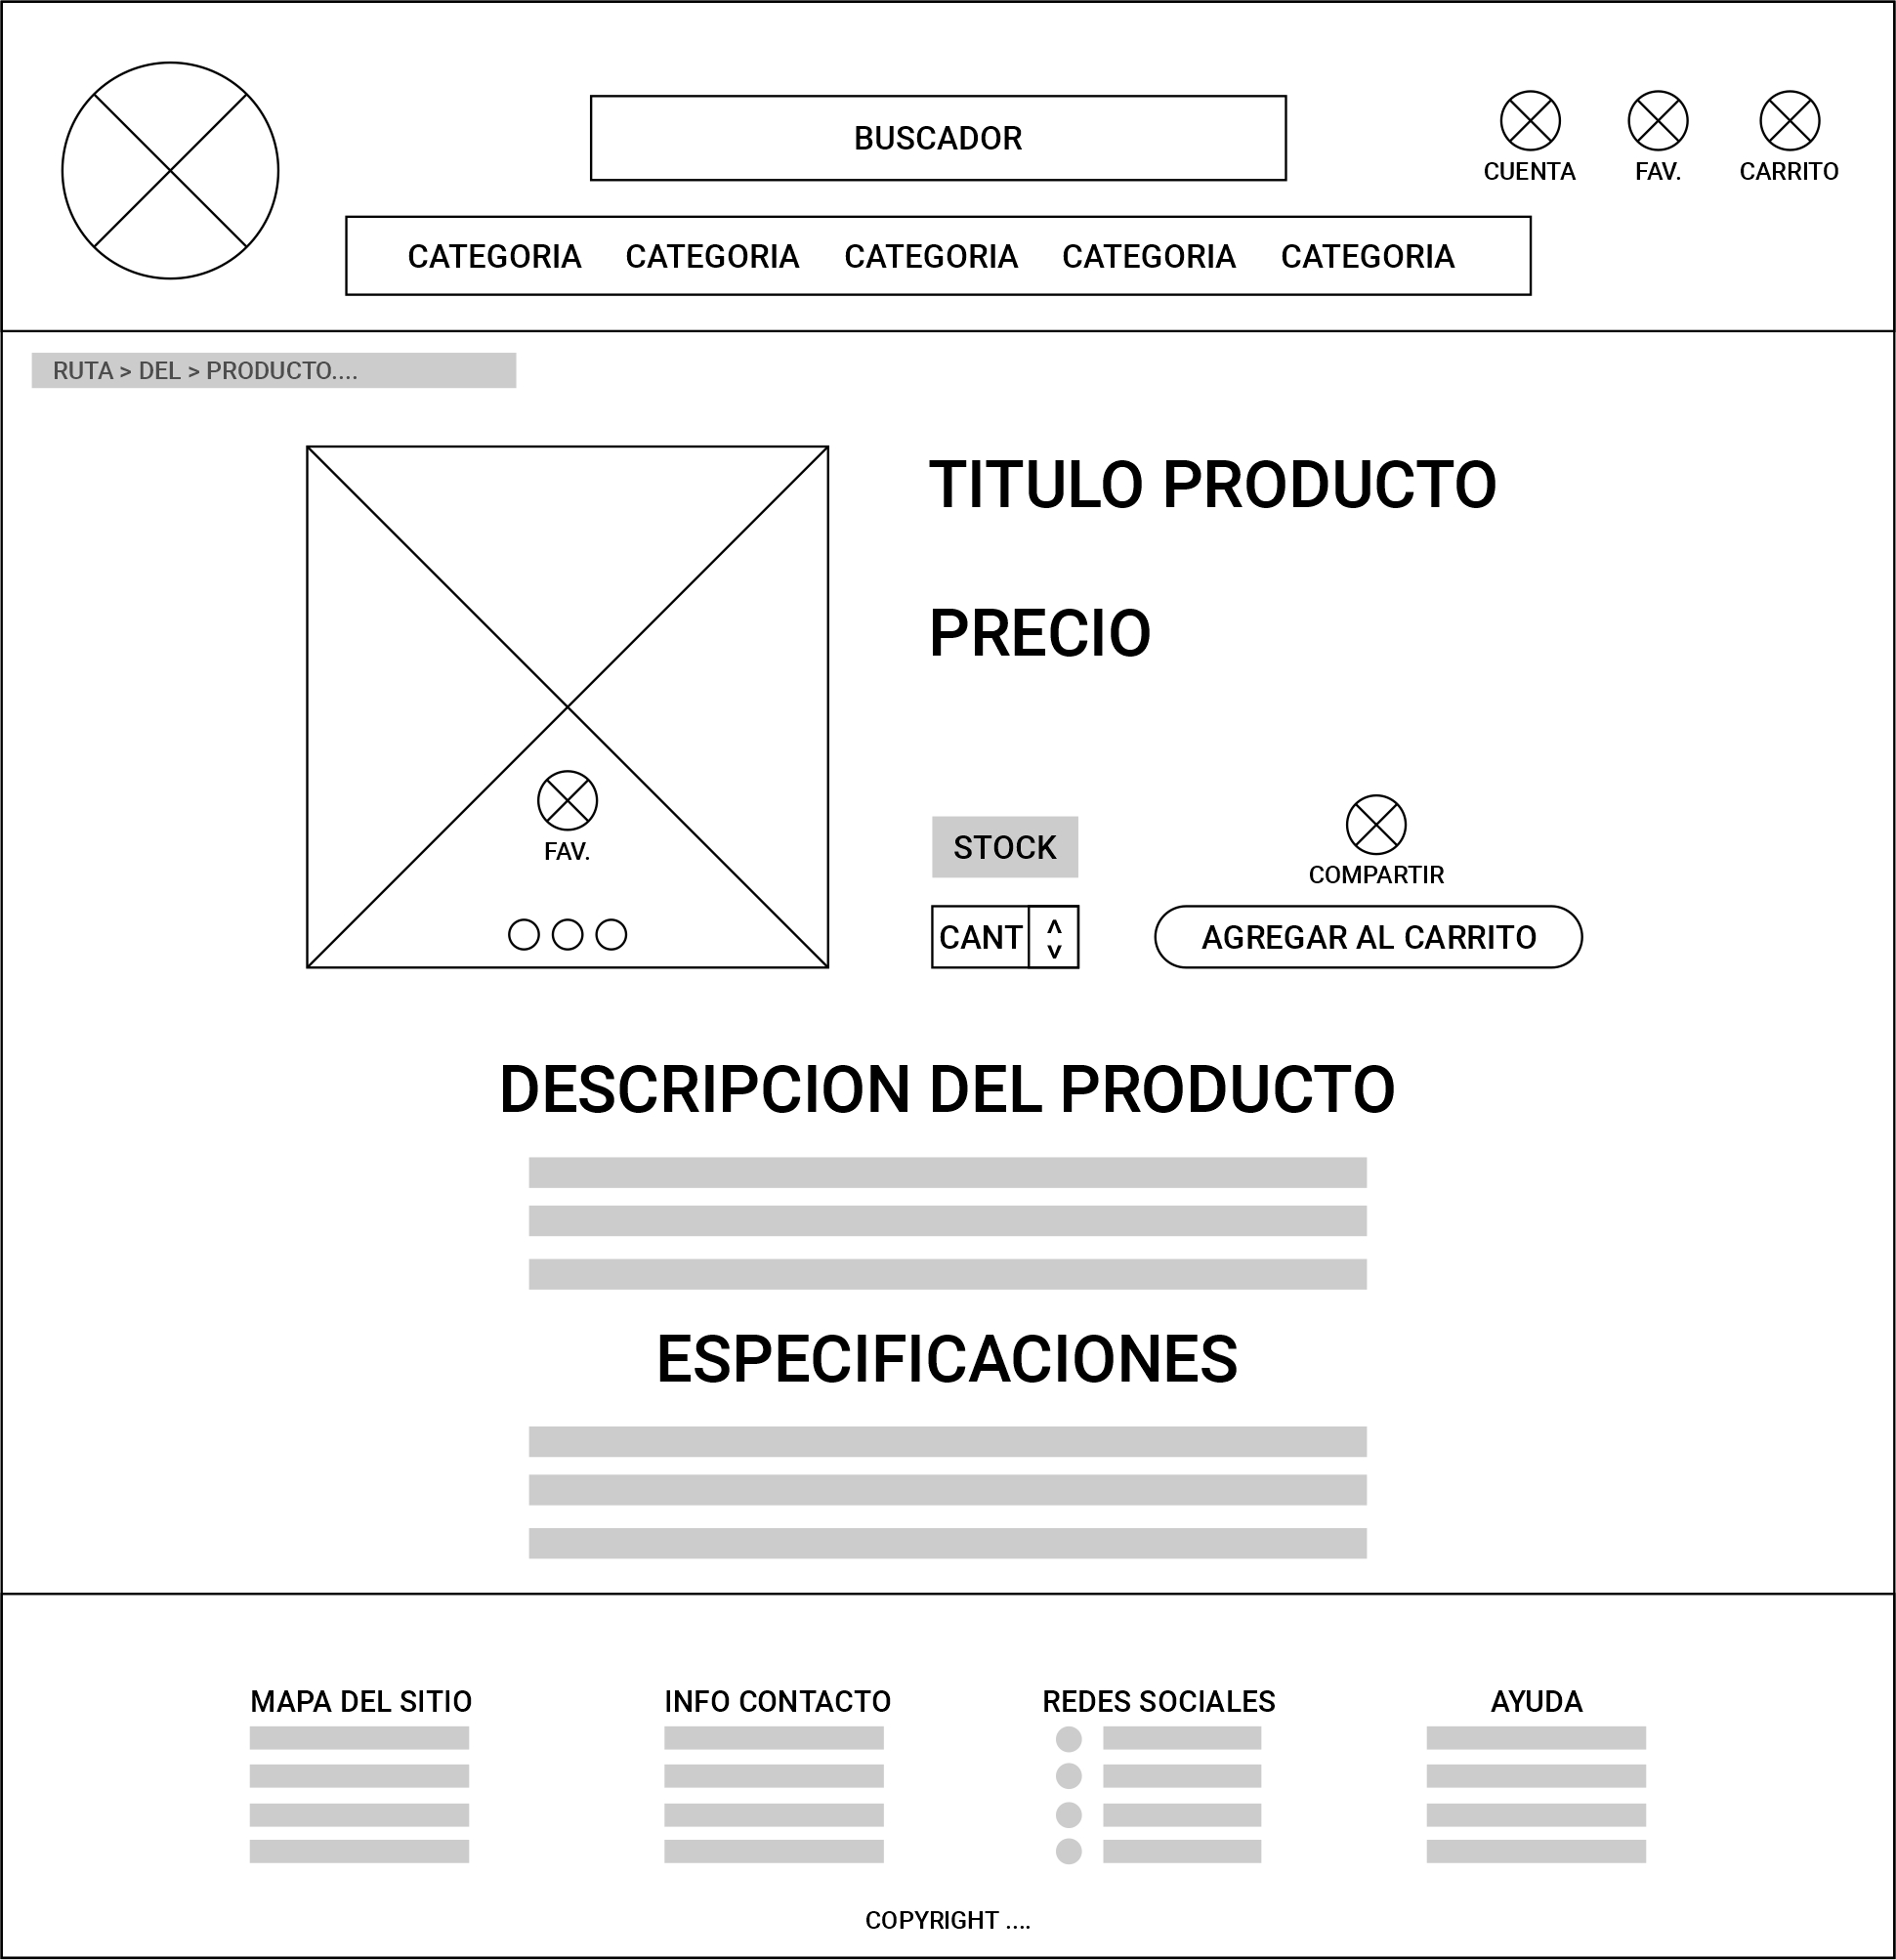 BUSCADOR
CUENTA FAV. CARRITO
CATEGORIA CATEGORIA CATEGORIA CATEGORIA CATEGORIA
RUTA > DEL > PRODUCTO....
TITULO PRODUCTO
PRECIO
FAV.
STOCK
COMPARTIR
CANT
AGREGAR AL CARRITO
DESCRIPCION DEL PRODUCTO
ESPECIFICACIONES
MAPA DEL SITIO INFO CONTACTO REDES SOCIALES AYUDA
COPYRIGHT ....